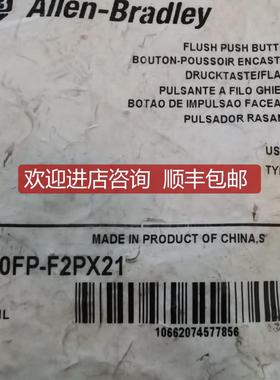 Allen-Bradley
FLUSH PUSH BUTT
BOUTON-POUSSOIR ENCAST
DRUCKTASTE/FLA
PULSANTE A FILO GHIE
BOTAO DE IMPULSAO FACEA
PULSADOR RASAN
US
TY
欢迎进店咨询 顺丰包邮
MADE IN PRODUCT OF CHINA,S
0FP-F2PX21
10662074577856